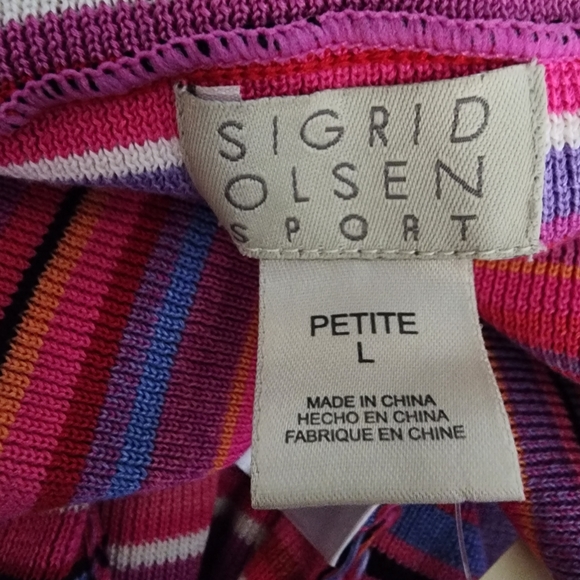 SIGRID
OLSEN
SPORT
PETITE
L
MADE IN CHINA
HECHO EN CHINA
FABRIQUE EN CHINE